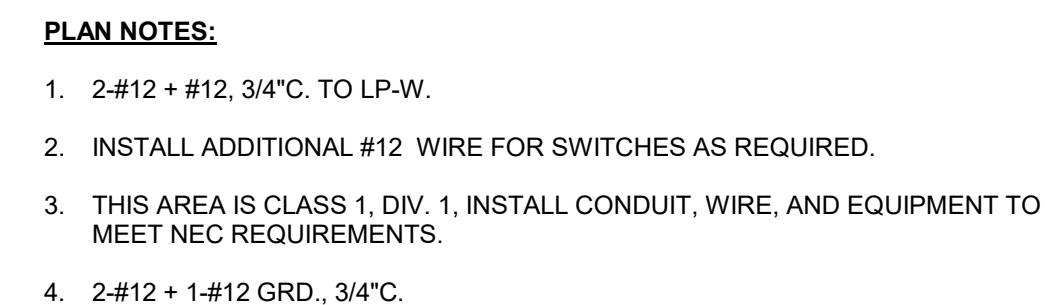 PLAN NOTES:
1. 2-#12 + #12, 3/4"C. TO LP-W.
2. INSTALL ADDITIONAL #12 WIRE FOR SWITCHES AS REQUIRED.
3. THIS AREA IS CLASS 1, DIV. 1, INSTALL CONDUIT, WIRE, AND EQUIPMENT TO
MEET NEC REQUIREMENTS.
4. 2-#12 + 1-#12 GRD., 3/4"C.